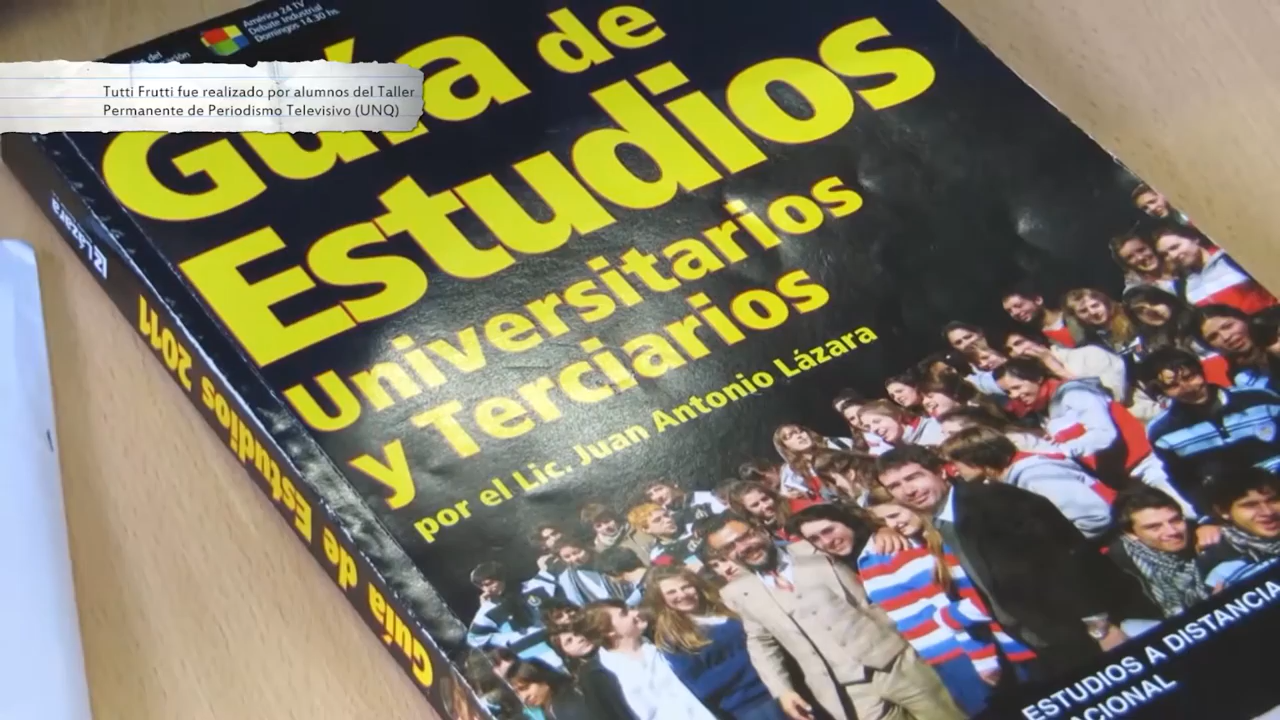 América 24 TV
Debate Industrial
Domingos 14.30 hs.
Tutti Frutti fue realizado por alumnos del Taller
Permanente de Periodismo Televisivo (UNQ)
Guía de
Estudios
Universitarios
y Terciarios
por el Lic. Juan Antonio Lázara
Guía de Estudios 2011
Lázara
ESTUDIOS A DISTANCIA